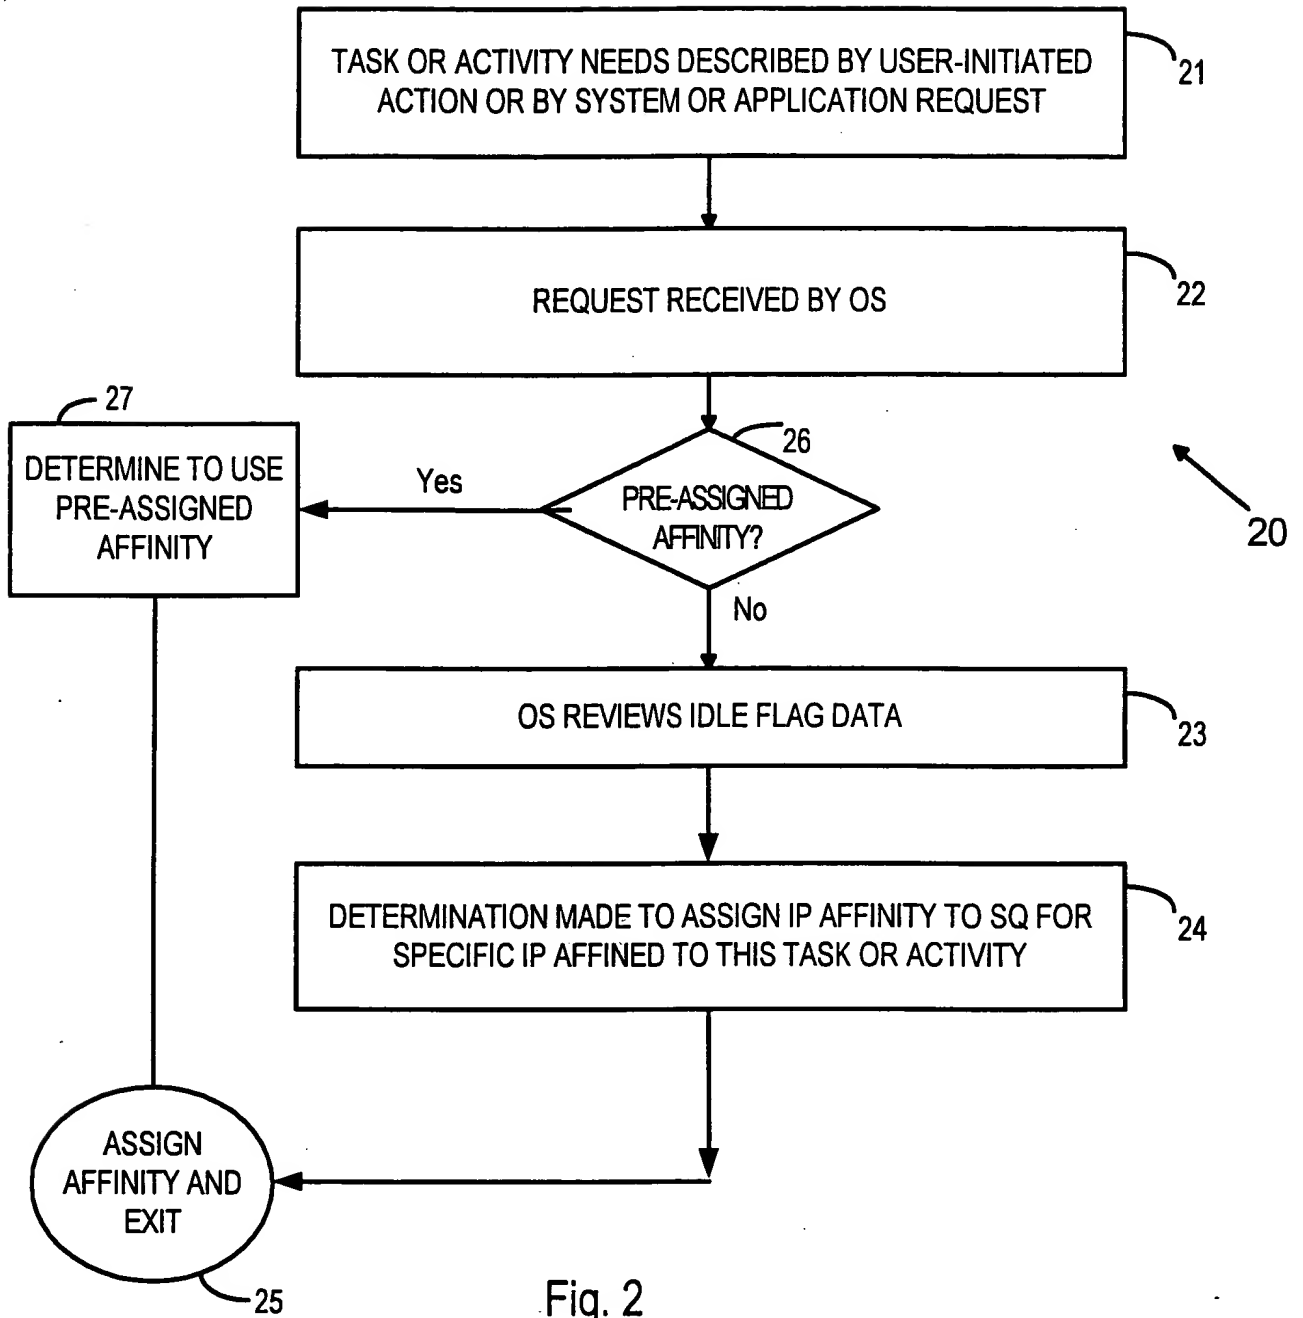 TASK OR ACTIVITY NEEDS DESCRIBED BY USER-INITIATED
ACTION OR BY SYSTEM OR APPLICATION REQUEST
21
REQUEST RECEIVED BY OS
22
27
DETERMINE TO USE
PRE-ASSIGNED
AFFINITY
Yes
26
PRE-ASSIGNED
AFFINITY?
20
No
OS REVIEWS IDLE FLAG DATA
23
DETERMINATION MADE TO ASSIGN IP AFFINITY TO SQ FOR
SPECIFIC IP AFFINED TO THIS TASK OR ACTIVITY
24
ASSIGN
AFFINITY AND
EXIT
25
Fig. 2